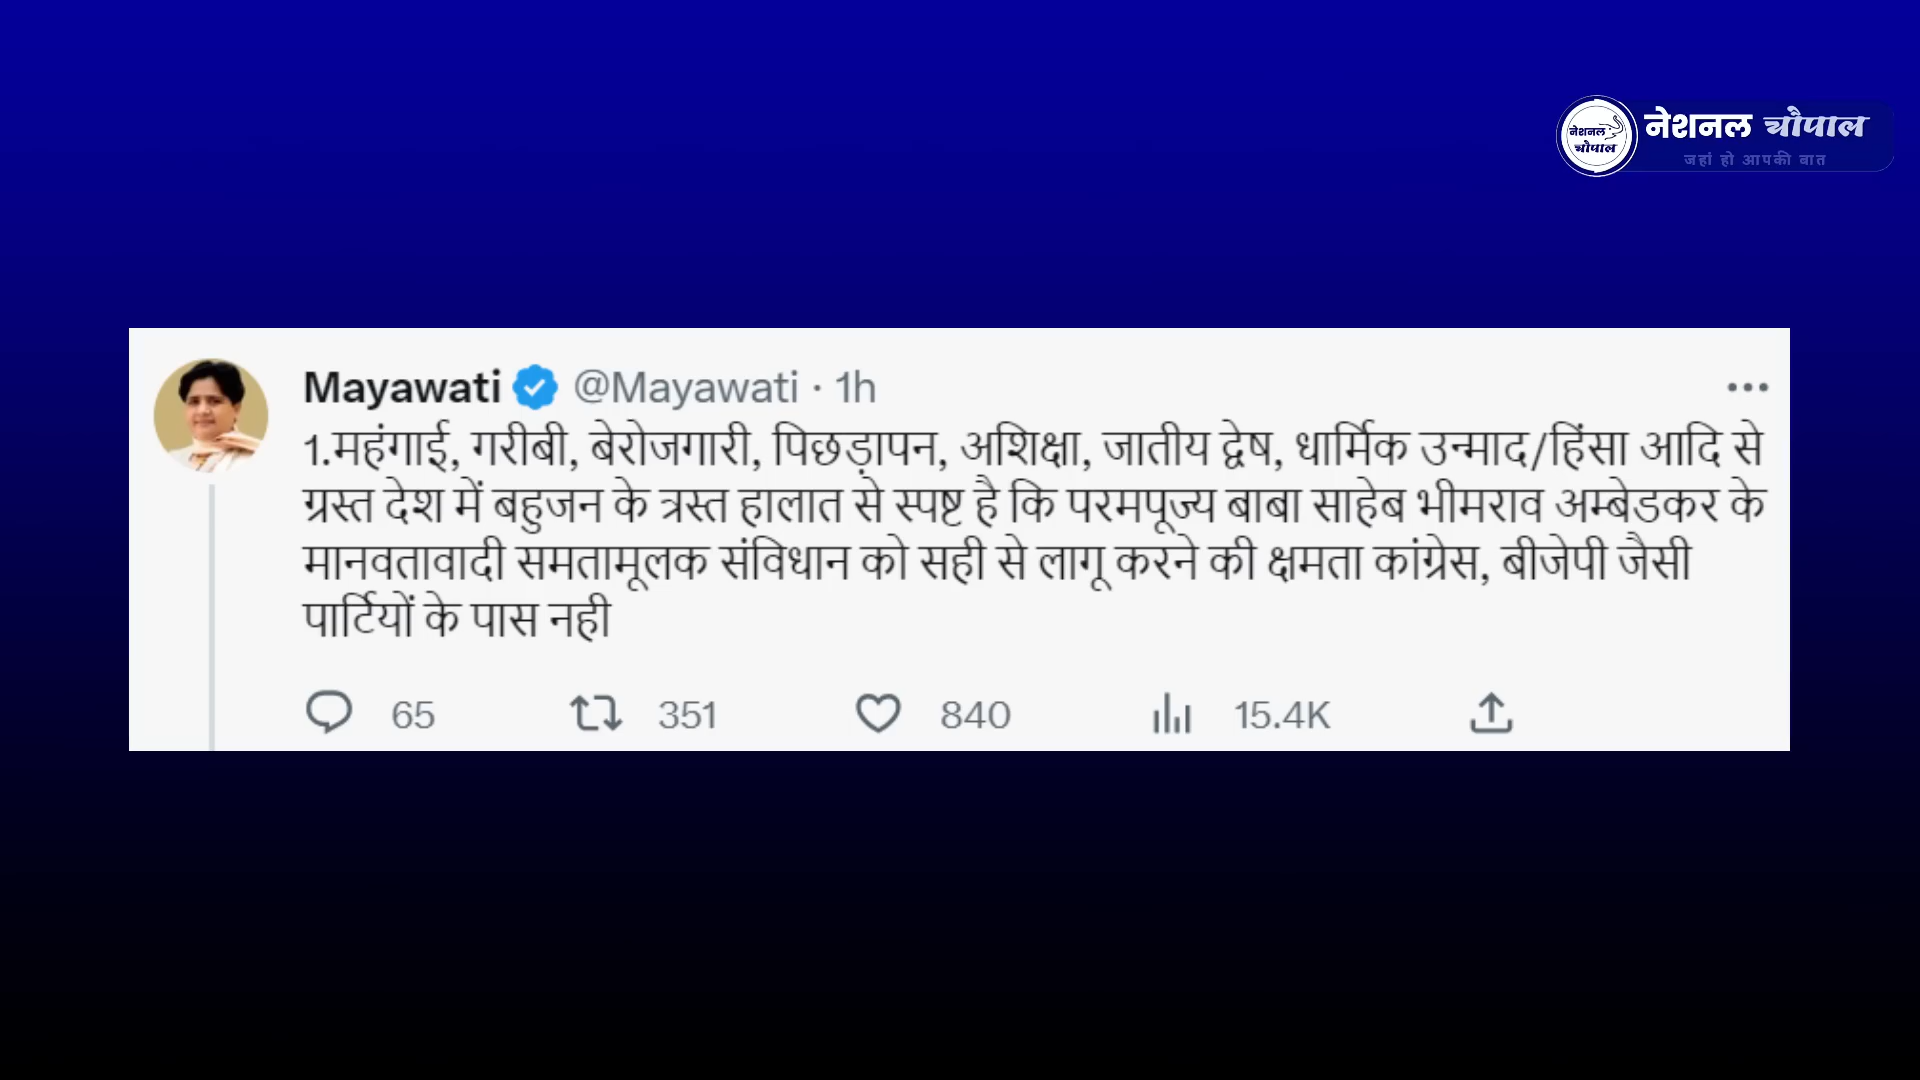 नेशनल चौपाल
नेशनल चौपाल
जहां हो आपकी बात
Mayawati @Mayawati · 1h
1.महंगाई, गरीबी, बेरोजगारी, पिछड़ापन, अशिक्षा, जातीय द्वेष, धार्मिक उन्माद/हिंसा आदि से
ग्रस्त देश में बहुजन के त्रस्त हालात से स्पष्ट है कि परमपूज्य बाबा साहेब भीमराव अम्बेडकर के
मानवतावादी समतामूलक संविधान को सही से लागू करने की क्षमता कांग्रेस, बीजेपी जैसी
पार्टियों के पास नही
65 351 840 15.4K